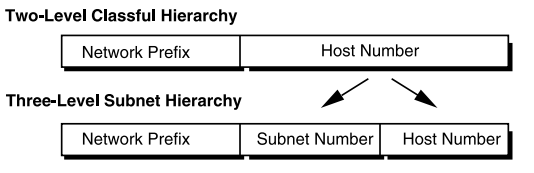 Two-Level Classful Hierarchy
Network Prefix Host Number
Three-Level Subnet Hierarchy
Network Prefix Subnet Number Host Number